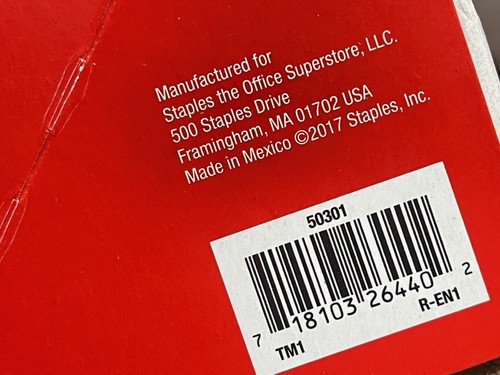 Manufactured for
Staples the Office Superstore, LLC.
500 Staples Drive
Framingham, MA 01702 USA
Made in Mexico ©2017 Staples, Inc.
50301
7 18103 26440 2
TM1 R-EN1